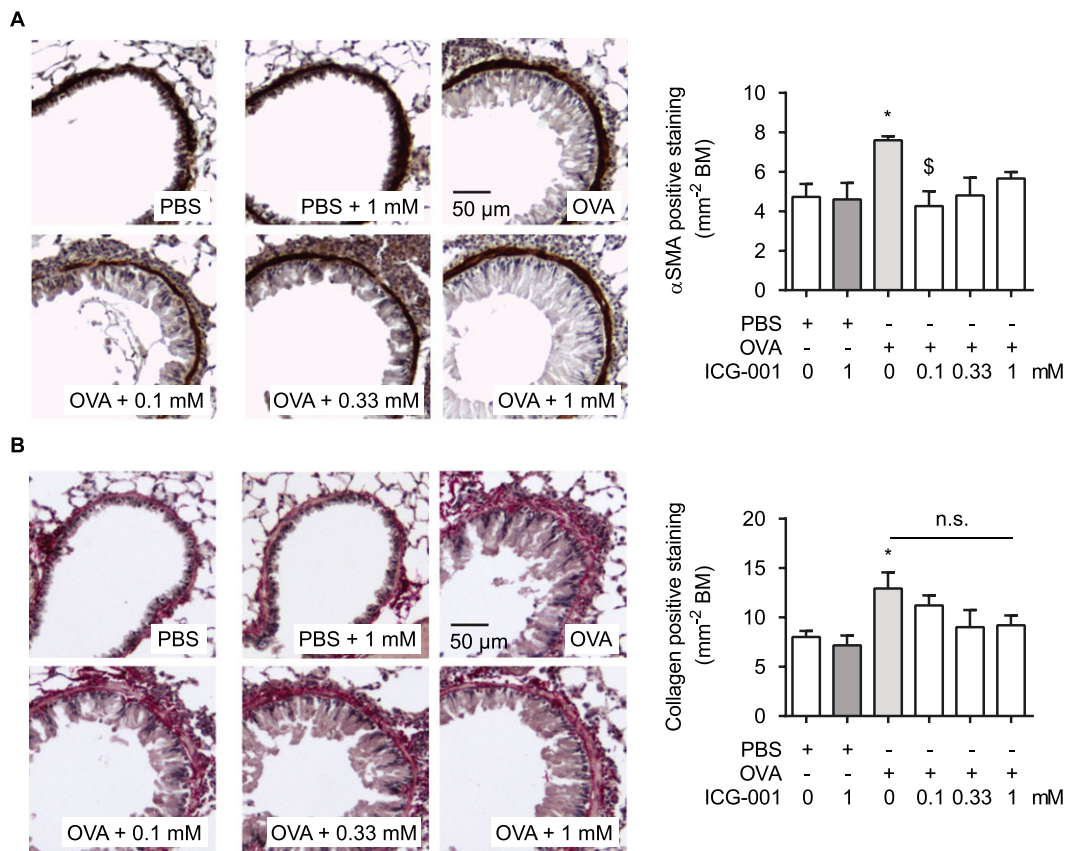 A
PBS
PBS + 1 mM
50 µm
OVA
OVA + 0.1 mM
OVA + 0.33 mM
OVA + 1 mM
αSMA positive staining
(mm-2 BM)
10
8
6
4
2
0
*
$
PBS + + - - - -
OVA - - + + + +
ICG-001 0 1 0 0.1 0.33 1 mM
B
PBS
PBS + 1 mM
50 µm
OVA
OVA + 0.1 mM
OVA + 0.33 mM
OVA + 1 mM
Collagen positive staining
(mm-2 BM)
20
15
10
5
0
n.s.
*
PBS + + - - - -
OVA - - + + + +
ICG-001 0 1 0 0.1 0.33 1 mM